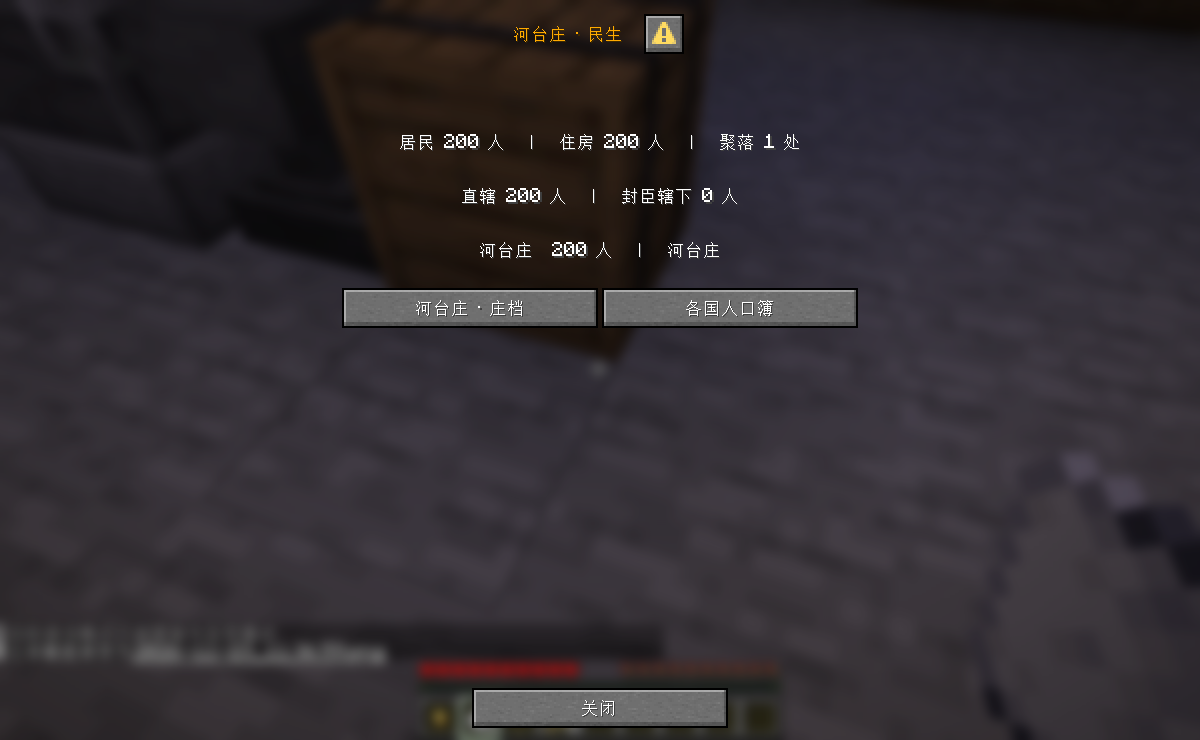 河台庄 · 民生
居民 200 人 | 住房 200 人 | 聚落 1 处
直辖 200 人 | 封臣辖下 0 人
河台庄 200 人 | 河台庄
河台庄 · 庄档
各国人口簿
关闭